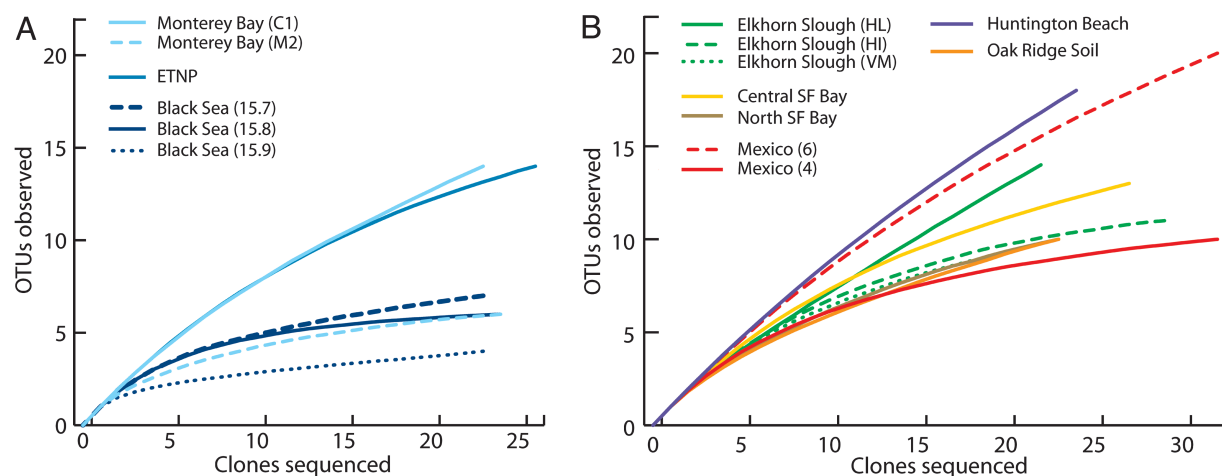 A
Monterey Bay (C1)
Monterey Bay (M2)
ETNP
Black Sea (15.7)
Black Sea (15.8)
Black Sea (15.9)
OTUs observed
20
15
10
5
0
0 5 10 15 20 25
Clones sequenced
B
Elkhorn Slough (HL)
Elkhorn Slough (HI)
Elkhorn Slough (VM)
Central SF Bay
North SF Bay
Mexico (6)
Mexico (4)
Huntington Beach
Oak Ridge Soil
OTUs observed
20
15
10
5
0
0 5 10 15 20 25 30
Clones sequenced